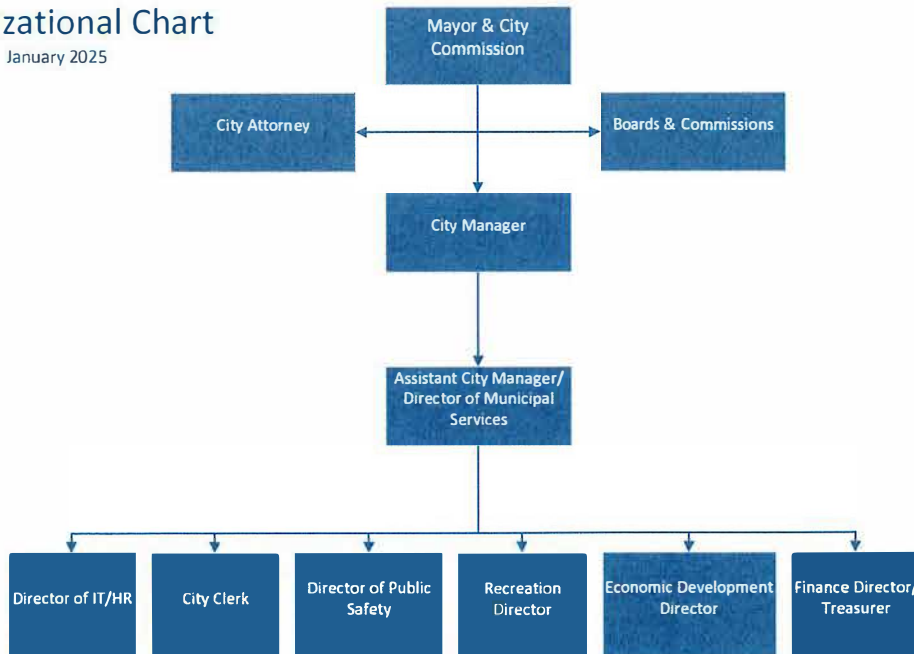 zational Chart
January 2025
Mayor & City
Commission
City Attorney
Boards & Commissions
City Manager
Assistant City Manager/
Director of Municipal
Services
Director of IT/HR
City Clerk
Director of Public
Safety
Recreation
Director
Economic Development
Director
Finance Director/
Treasurer